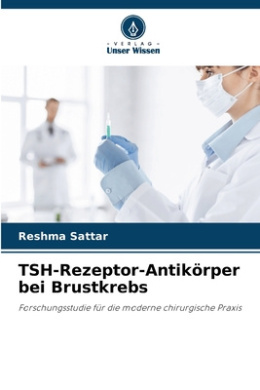 VERLAG
Unser Wissen
Reshma Sattar
TSH-Rezeptor-Antikörper
bei Brustkrebs
Forschungsstudie für die moderne chirurgische Praxis